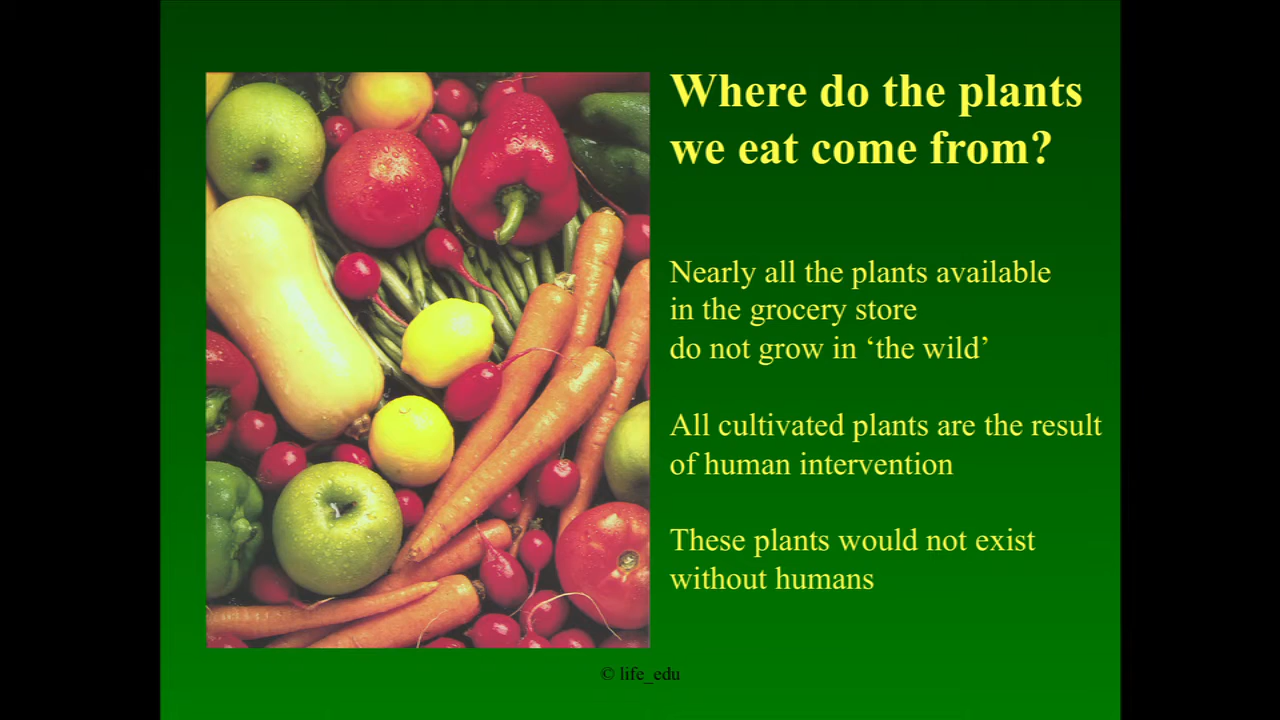 Where do the plants
we eat come from?
Nearly all the plants available
in the grocery store
do not grow in ‘the wild’
All cultivated plants are the result
of human intervention
These plants would not exist
without humans
© life_edu